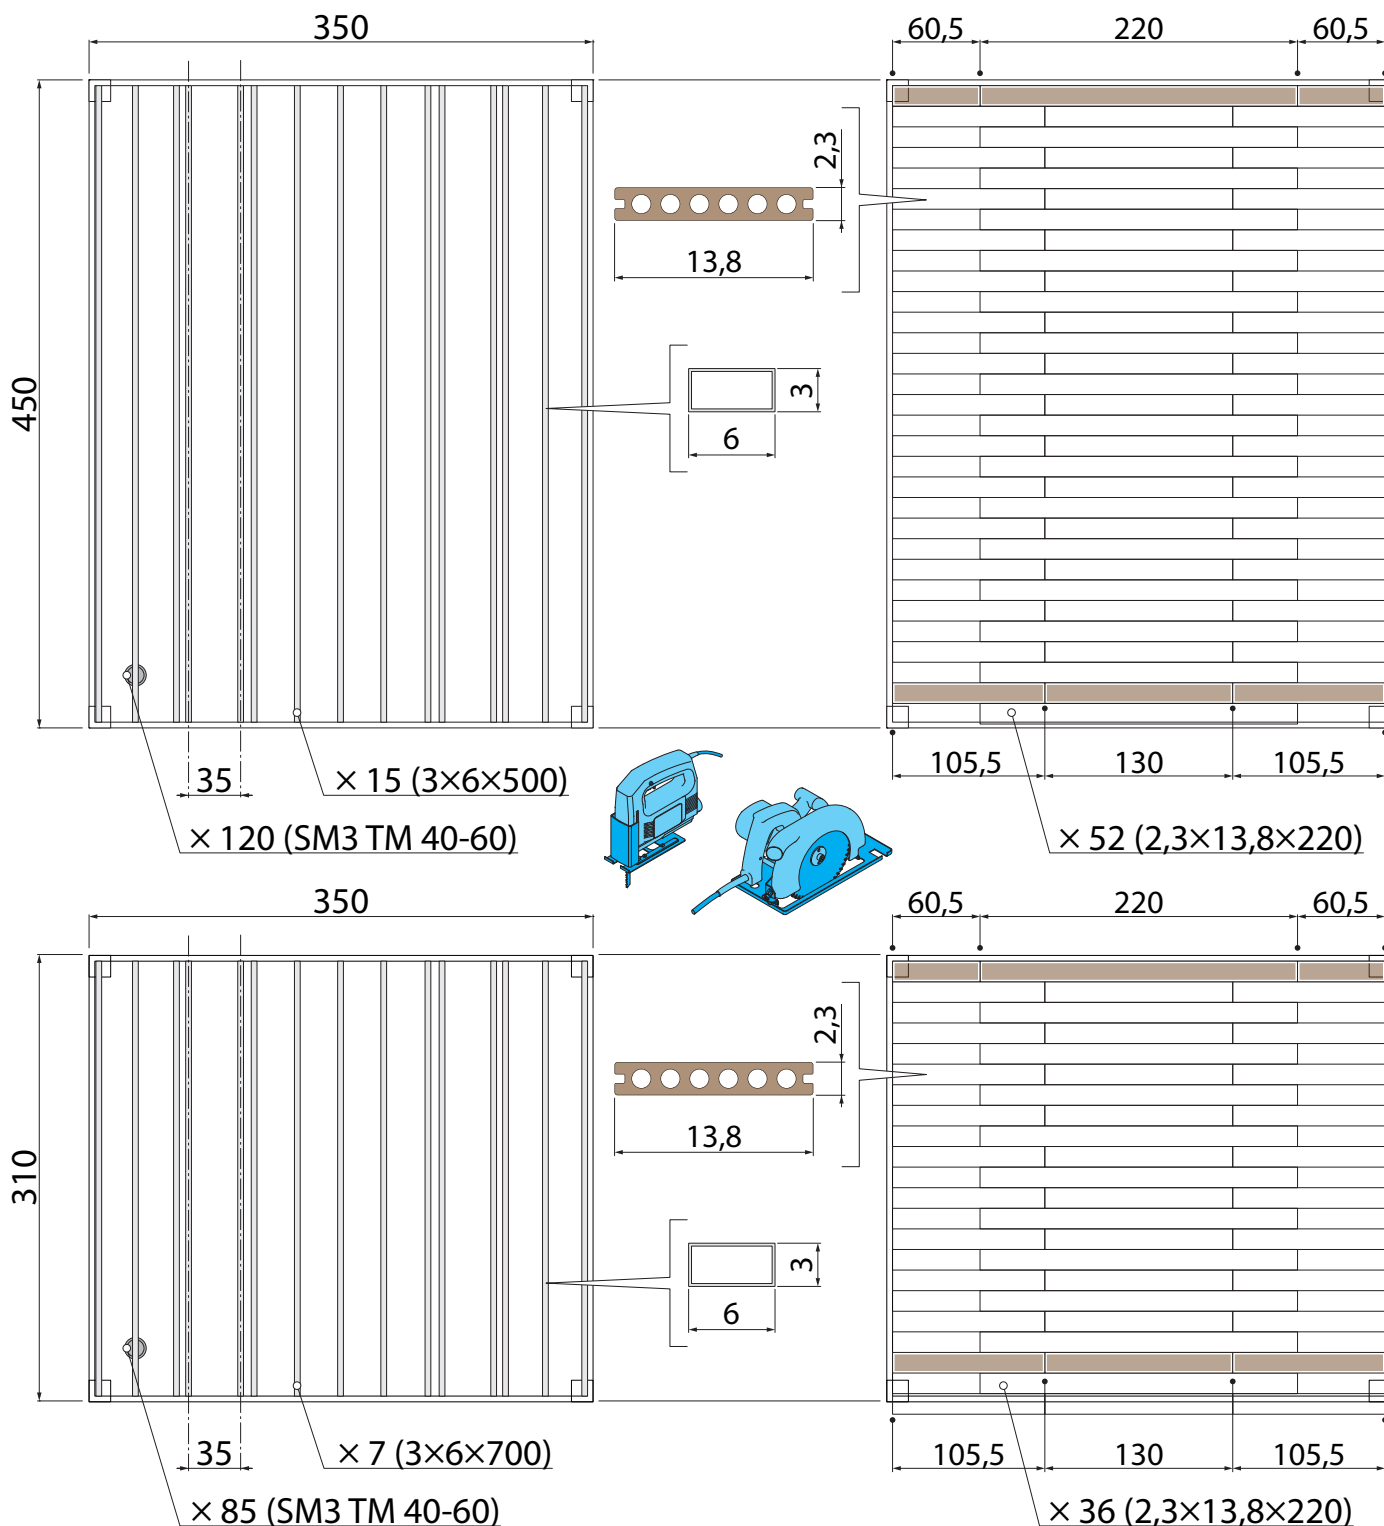 350
60,5 220 60,5
450
2,3
13,8
3
6
35
× 15 (3×6×500)
× 120 (SM3 TM 40-60)
105,5 130 105,5
× 52 (2,3×13,8×220)
350
60,5 220 60,5
310
2,3
13,8
3
6
35
× 7 (3×6×700)
× 85 (SM3 TM 40-60)
105,5 130 105,5
× 36 (2,3×13,8×220)